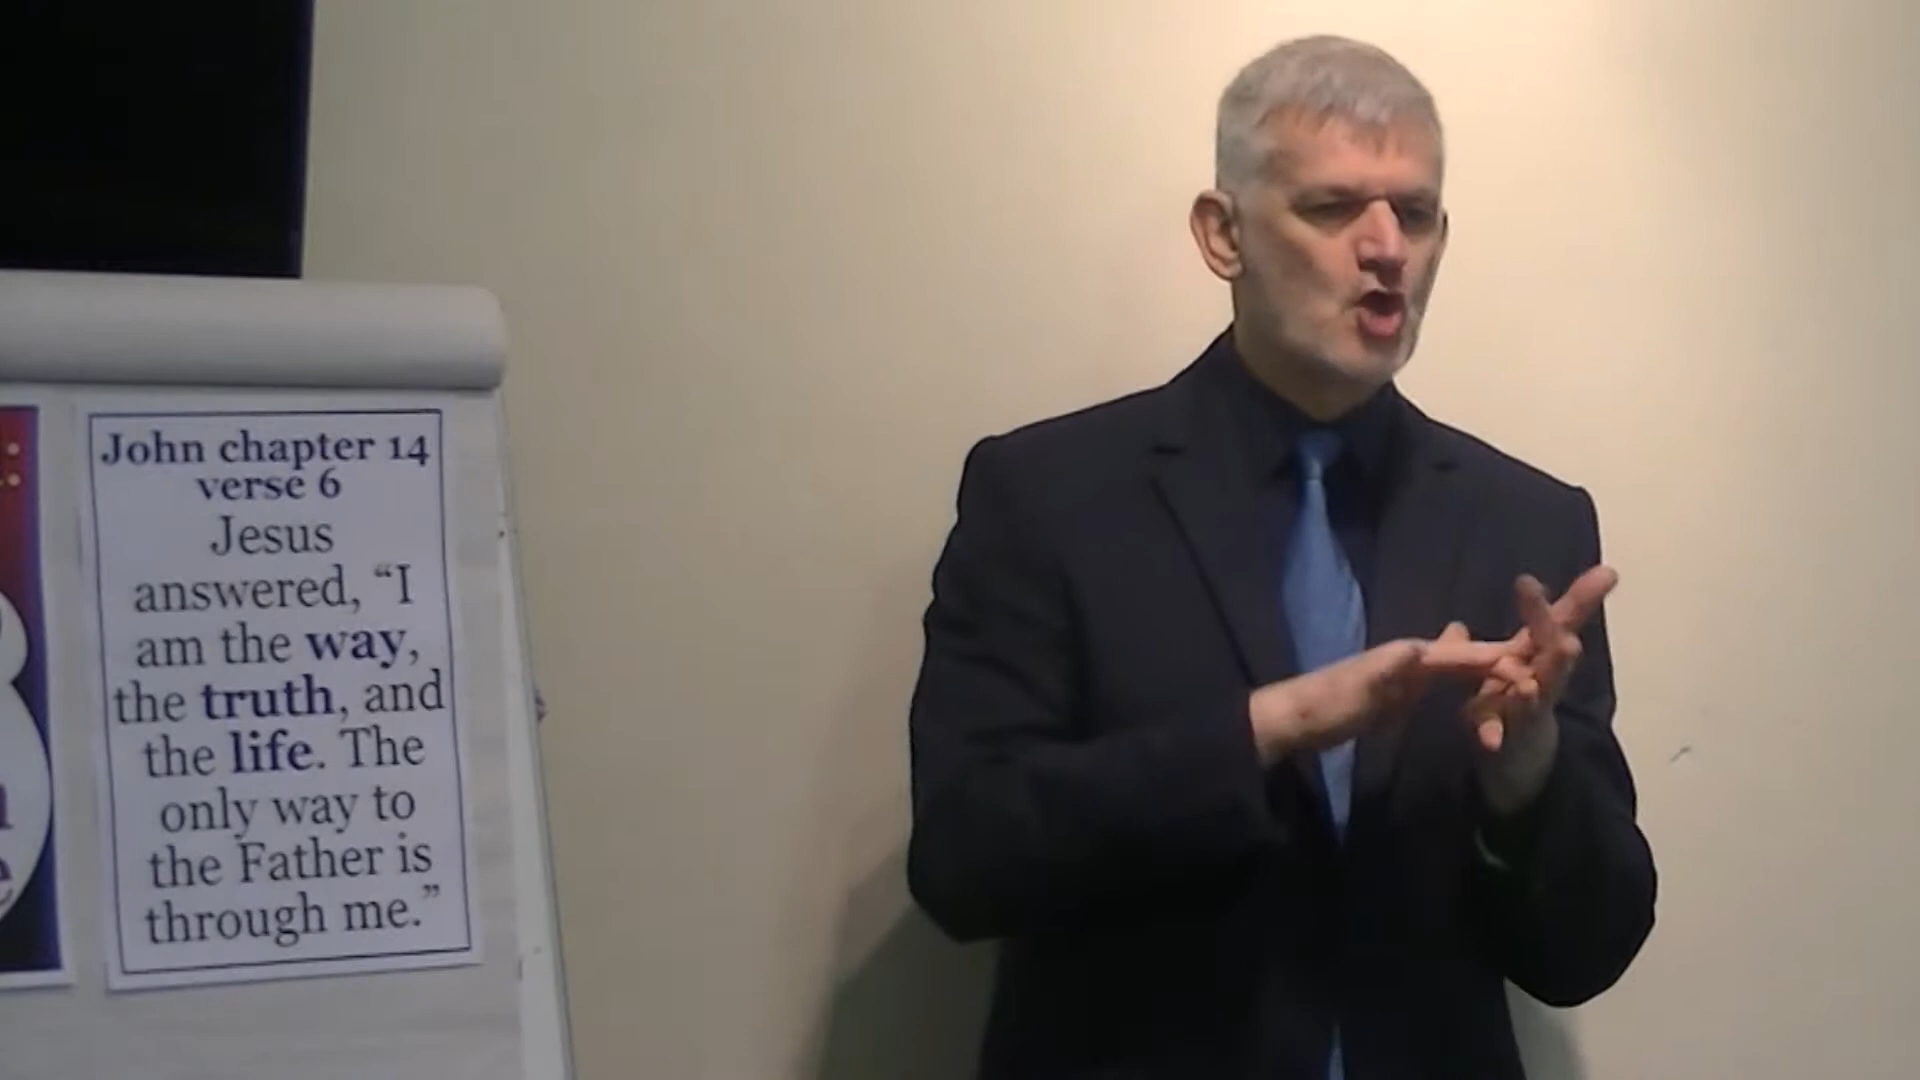 John chapter 14
verse 6
Jesus
answered, “I
am the way,
the truth, and
the life. The
only way to
the Father is
through me.”